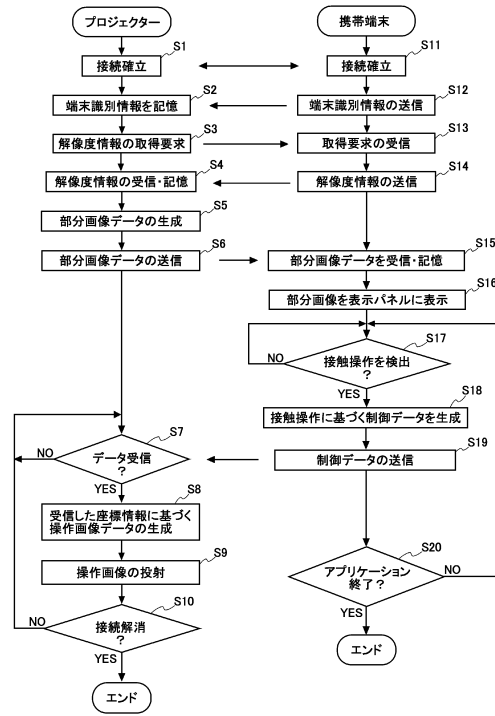 プロジェクター
S1
接続確立
S2
端末識別情報を記憶
S3
解像度情報の取得要求
S4
解像度情報の受信・記憶
S5
部分画像データの生成
S6
部分画像データの送信
S7
データ受信
?
NO
YES
S8
受信した座標情報に基づく
操作画像データの生成
S9
操作画像の投射
S10
接続解消
?
NO
YES
エンド
携帯端末
S11
接続確立
S12
端末識別情報の送信
S13
取得要求の受信
S14
解像度情報の送信
S15
部分画像データを受信・記憶
S16
部分画像を表示パネルに表示
S17
接触操作を検出
?
NO
YES
S18
接触操作に基づく制御データを生成
S19
制御データの送信
S20
アプリケーション
終了?
NO
YES
エンド